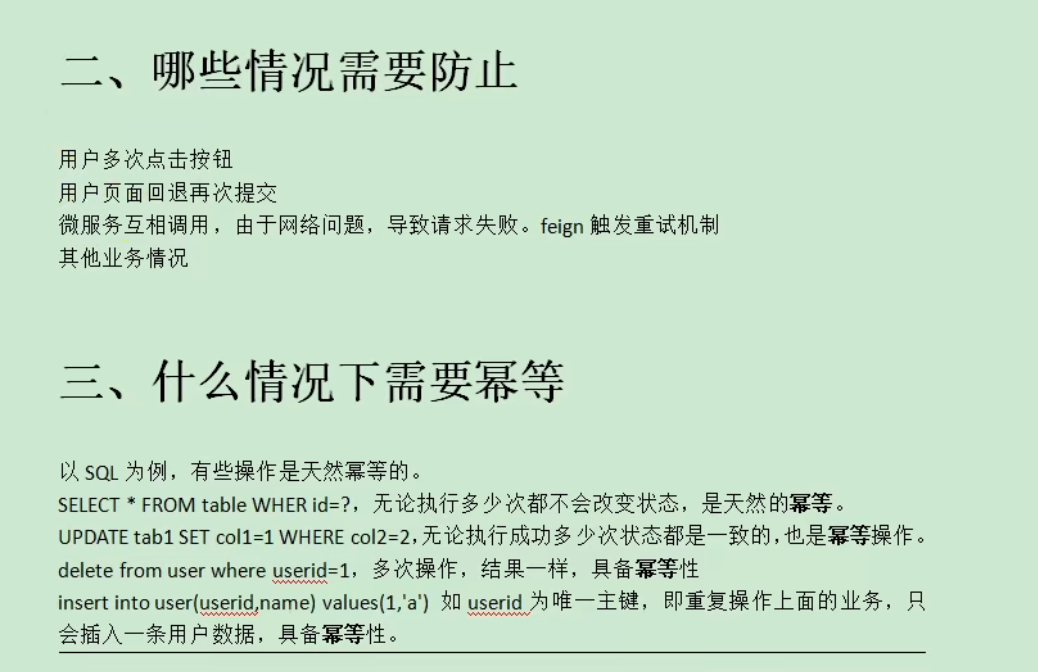 二、哪些情况需要防止
用户多次点击按钮
用户页面回退再次提交
微服务互相调用，由于网络问题，导致请求失败。feign 触发重试机制
其他业务情况
三、什么情况下需要幂等
以 SQL 为例，有些操作是天然幂等的。
SELECT * FROM table WHER id=?，无论执行多少次都不会改变状态，是天然的幂等。
UPDATE tab1 SET col1=1 WHERE col2=2，无论执行成功多少次状态都是一致的，也是幂等操作。
delete from user where userid=1，多次操作，结果一样，具备幂等性
insert into user(userid,name) values(1,'a') 如 userid 为唯一主键，即重复操作上面的业务，只
会插入一条用户数据，具备幂等性。